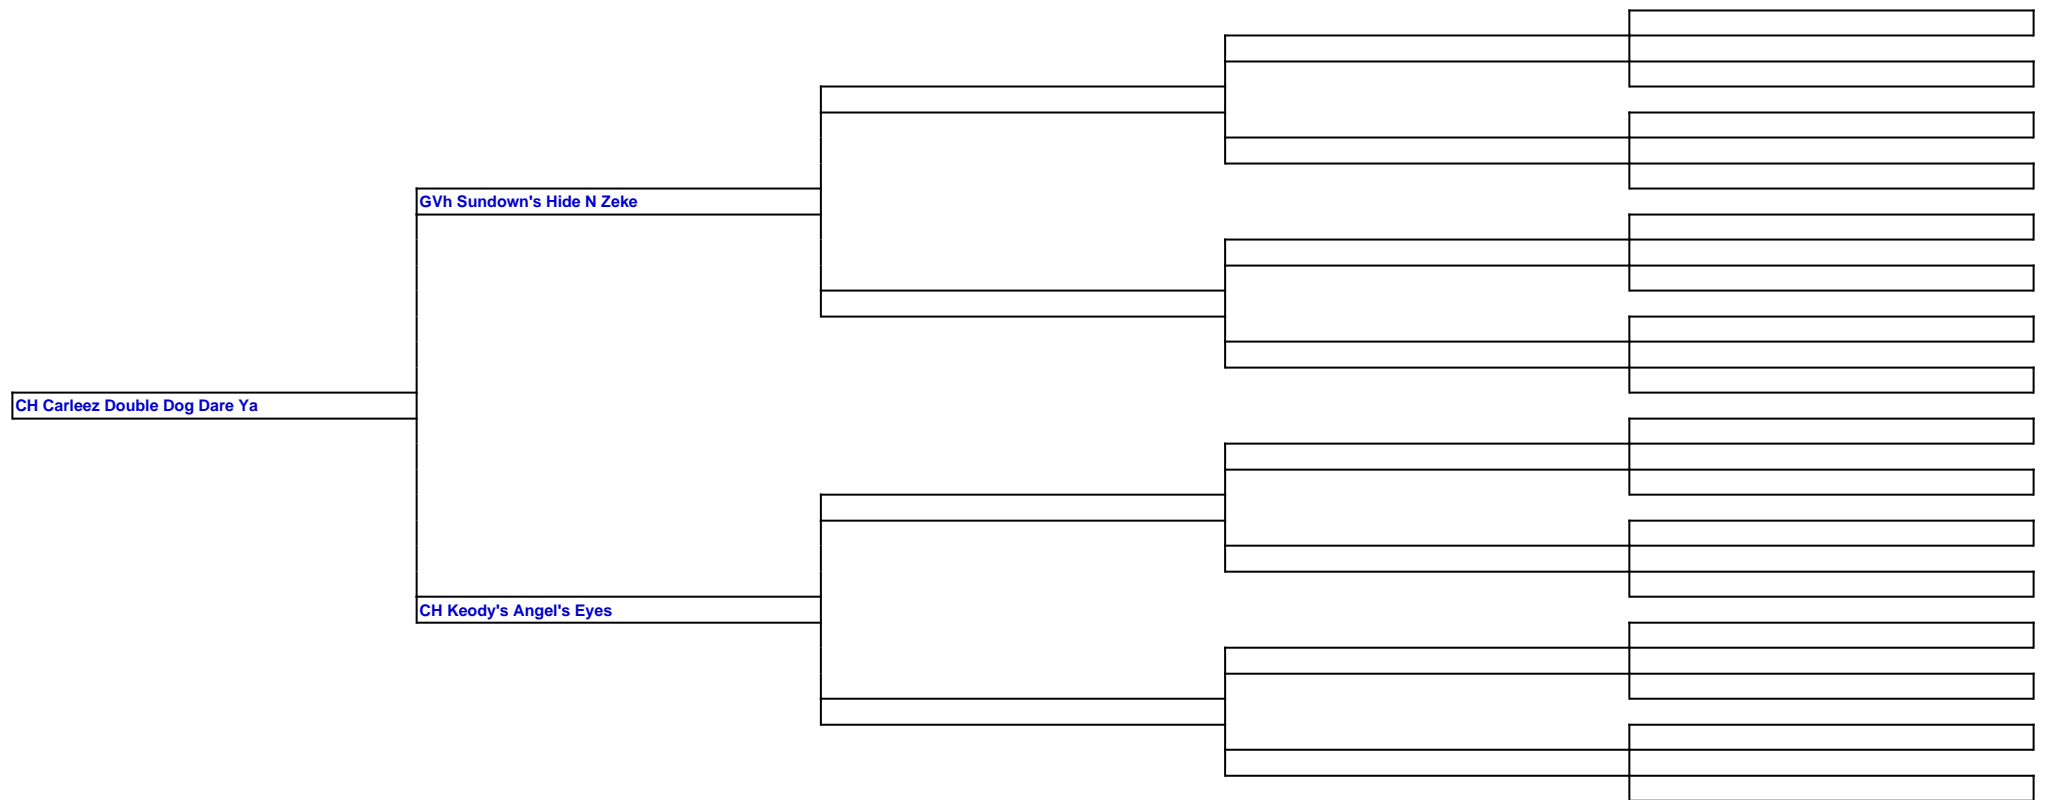 GVh Sundown's Hide N Zeke
CH Carleez Double Dog Dare Ya
CH Keody's Angel's Eyes